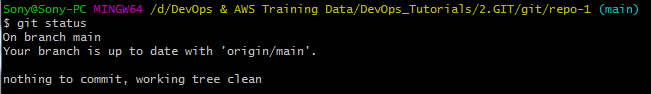 Sony@Sony-PC MINGW64 /d/DevOps & AWS Training Data/DevOps_Tutorials/2.GIT/git/repo-1 (main)
$ git status
On branch main
Your branch is up to date with 'origin/main'.
nothing to commit, working tree clean